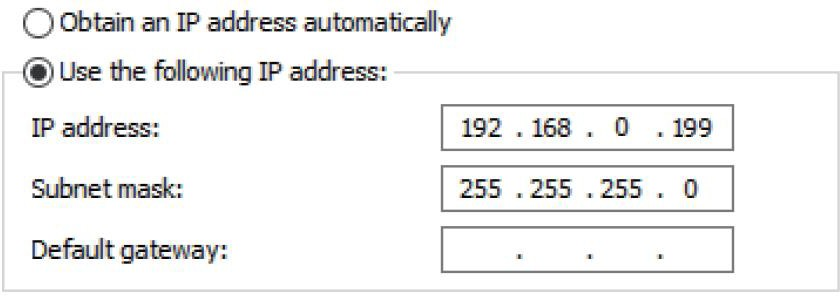 Obtain an IP address automatically
Use the following IP address:
IP address: 192 . 168 . 0 . 199
Subnet mask: 255 . 255 . 255 . 0
Default gateway: . . .